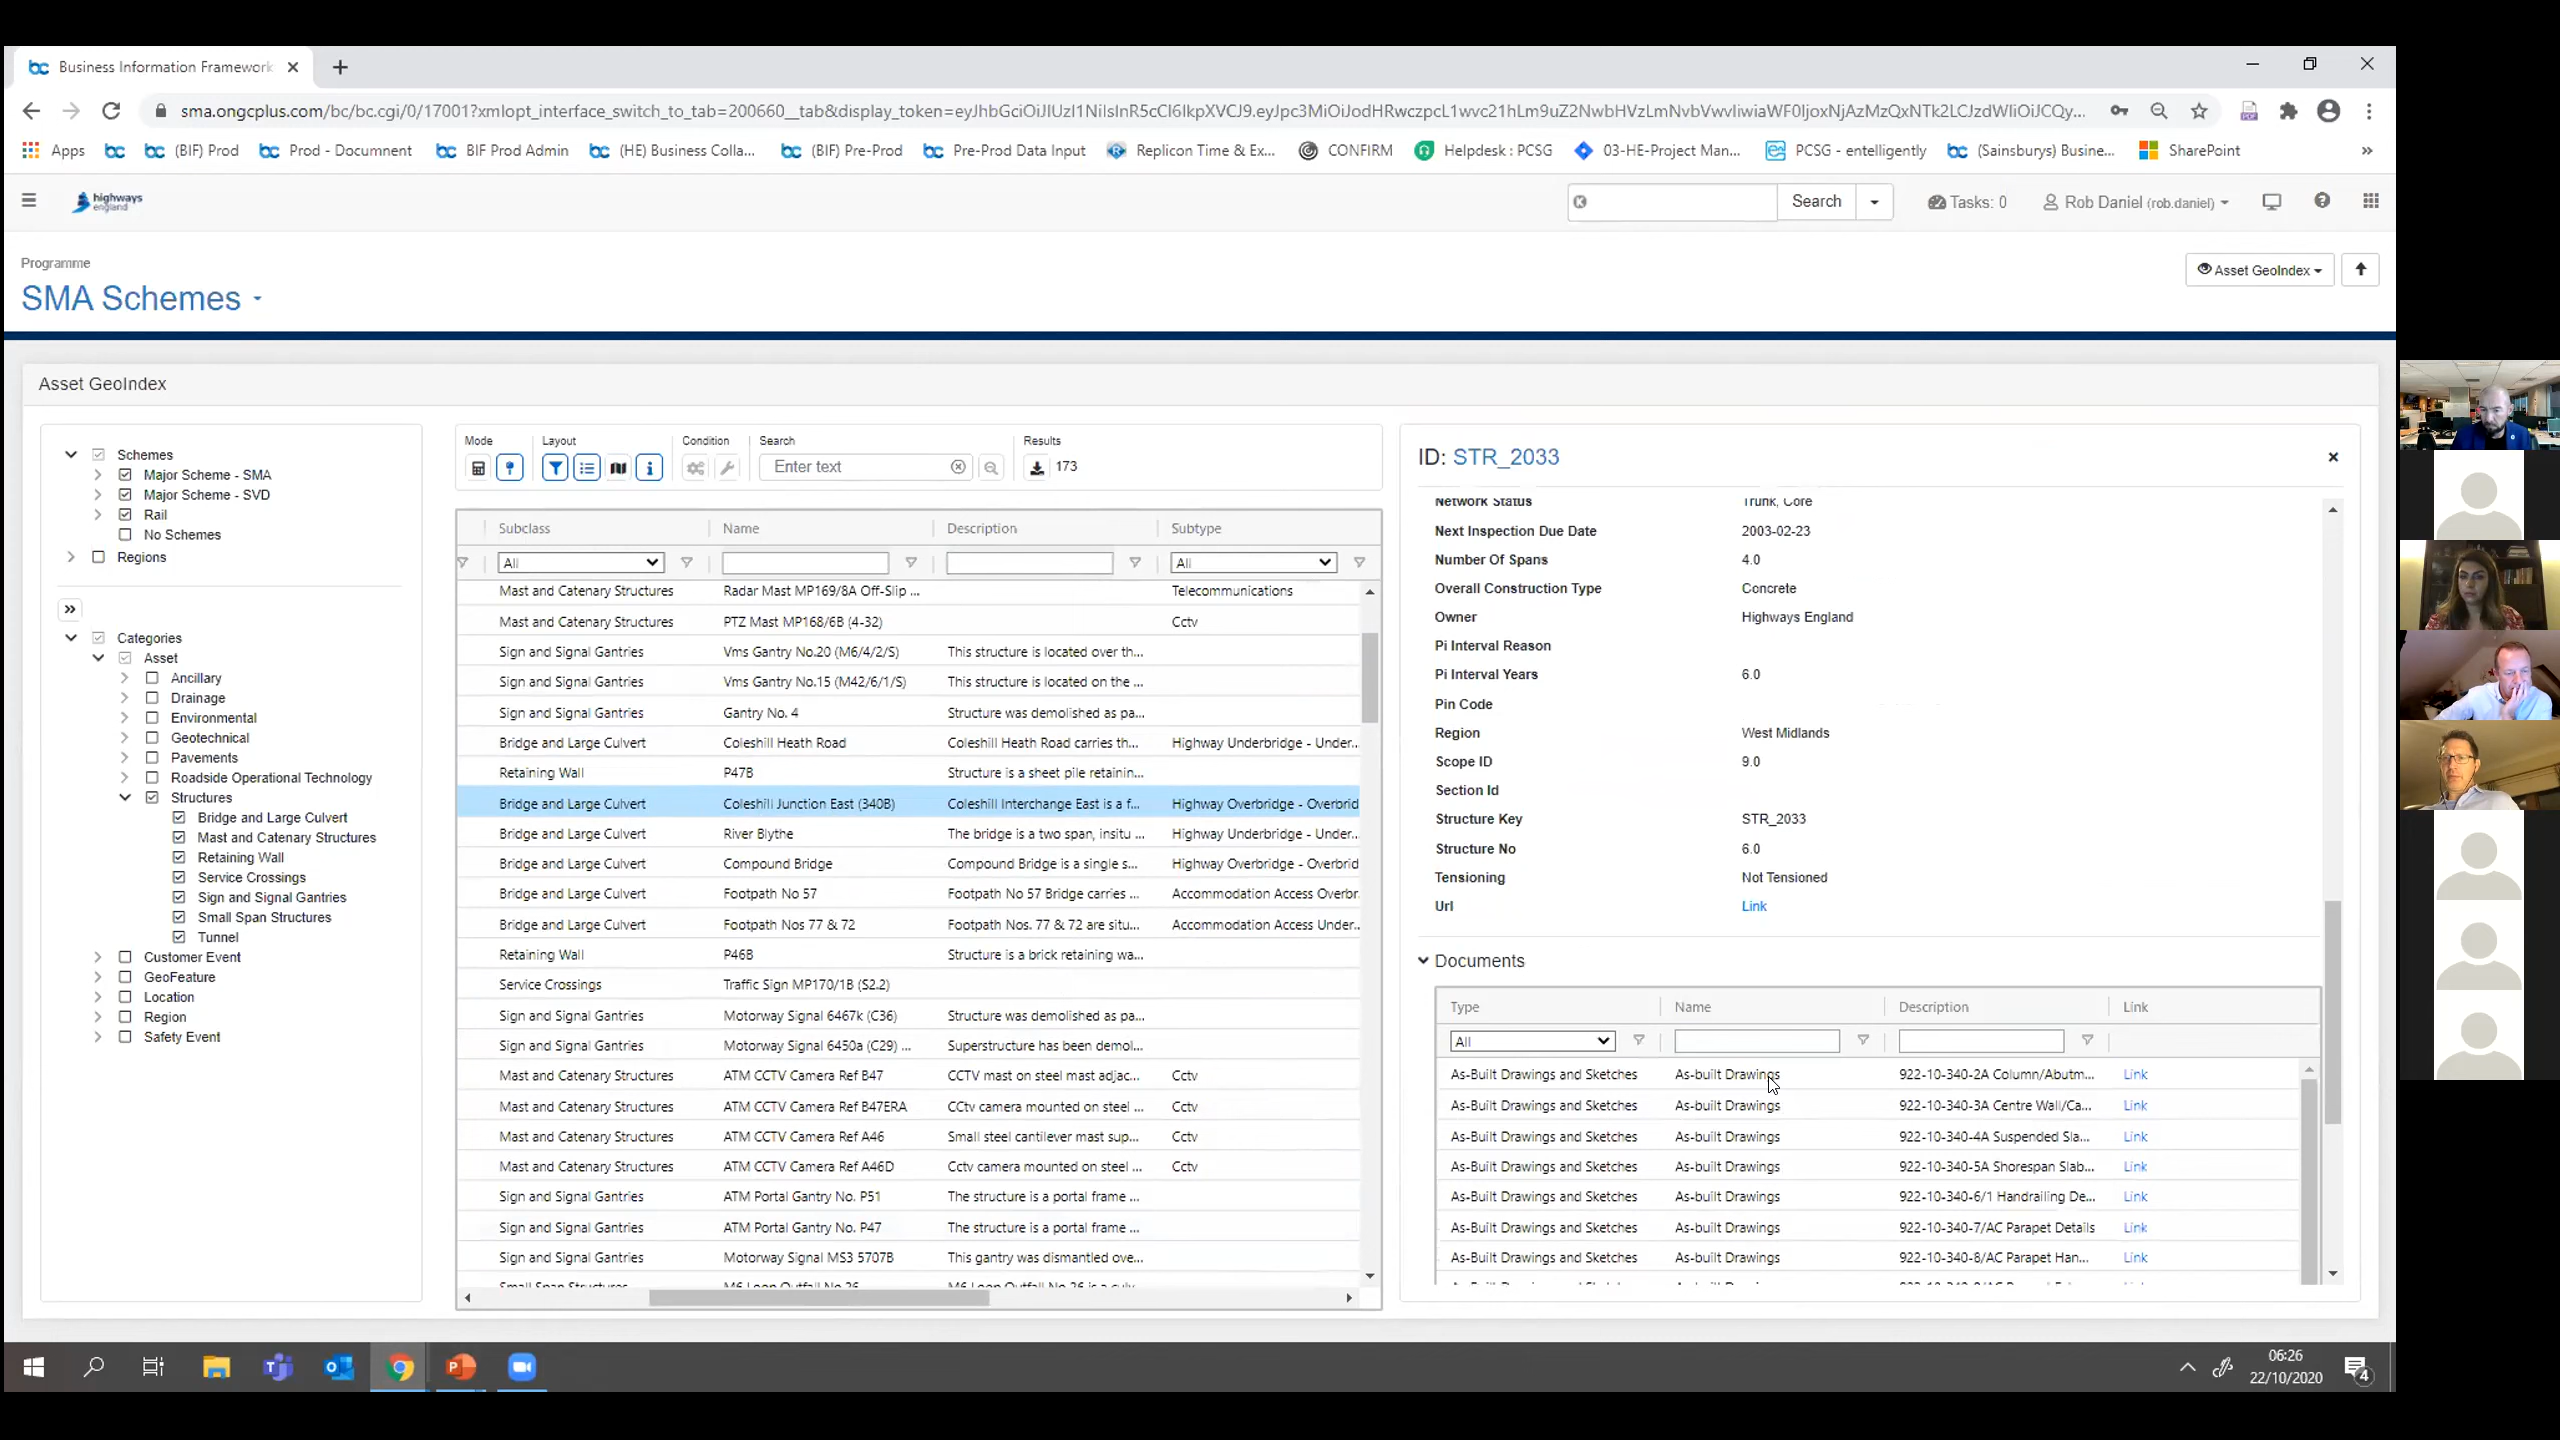 Business Information Framework
sma.ongcplus.com/bc/bc.cgi/0/17001?xmlopt_interface_switch_to_tab=200660__tab&display_token=
Apps (BIF) Prod Prod - Documnent BIF Prod Admin (HE) Business Colla... (BIF) Pre-Prod Pre-Prod Data Input Replicon Time & Ex... CONFIRM Helpdesk : PCSG 03-HE-Project Man... PCSG - entelligently (Sainsburys) Busine... SharePoint
highways england Search Tasks: 0 Rob Daniel (rob.daniel)
Programme
SMA Schemes
Asset GeoIndex
Asset GeoIndex
Schemes
Major Scheme - SMA
Major Scheme - SVD
Rail
No Schemes
Regions
Categories
Asset
Ancillary
Drainage
Environmental
Geotechnical
Pavements
Roadside Operational Technology
Structures
Bridge and Large Culvert
Mast and Catenary Structures
Retaining Wall
Service Crossings
Sign and Signal Gantries
Small Span Structures
Tunnel
Customer Event
GeoFeature
Location
Region
Safety Event
Mode Layout Condition Search Results
Enter text 173
Subclass Name Description Subtype
All All
Mast and Catenary Structures Radar Mast MP169/8A Off-Slip ... Telecommunications
Mast and Catenary Structures PTZ Mast MP168/6B (4-32) Cctv
Sign and Signal Gantries Vms Gantry No.20 (M6/4/2/S) This structure is located over th...
Sign and Signal Gantries Vms Gantry No.15 (M42/6/1/S) This structure is located on the ...
Sign and Signal Gantries Gantry No. 4 Structure was demolished as pa...
Bridge and Large Culvert Coleshill Heath Road Coleshill Heath Road carries th... Highway Underbridge - Under...
Retaining Wall P47B Structure is a sheet pile retainin...
Bridge and Large Culvert Coleshill Junction East (340B) Coleshill Interchange East is a f... Highway Overbridge - Overbrid
Bridge and Large Culvert River Blythe The bridge is a two span, insitu ... Highway Underbridge - Under...
Bridge and Large Culvert Compound Bridge Compound Bridge is a single s... Highway Overbridge - Overbrid
Bridge and Large Culvert Footpath No 57 Footpath No 57 Bridge carries ... Accommodation Access Overbr.
Bridge and Large Culvert Footpath Nos 77 & 72 Footpath Nos. 77 & 72 are situ... Accommodation Access Under..
Retaining Wall P46B Structure is a brick retaining wa...
Service Crossings Traffic Sign MP170/1B (S2.2)
Sign and Signal Gantries Motorway Signal 6467k (C36) Structure was demolished as pa...
Sign and Signal Gantries Motorway Signal 6450a (C29) ... Superstructure has been demol...
Mast and Catenary Structures ATM CCTV Camera Ref B47 CCTV mast on steel mast adjac... Cctv
Mast and Catenary Structures ATM CCTV Camera Ref B47ERA CCtv camera mounted on steel ... Cctv
Mast and Catenary Structures ATM CCTV Camera Ref A46 Small steel cantilever mast sup... Cctv
Mast and Catenary Structures ATM CCTV Camera Ref A46D Cctv camera mounted on steel ... Cctv
Sign and Signal Gantries ATM Portal Gantry No. P51 The structure is a portal frame ...
Sign and Signal Gantries ATM Portal Gantry No. P47 The structure is a portal frame ...
Sign and Signal Gantries Motorway Signal MS3 5707B This gantry was dismantled ove...
Small Span Structures M6 Loop Outfall No 26 M6 Loop Outfall No 26 is a culv...
ID: STR_2033
Network Status Trunk, Core
Next Inspection Due Date 2003-02-23
Number Of Spans 4.0
Overall Construction Type Concrete
Owner Highways England
Pi Interval Reason
Pi Interval Years 6.0
Pin Code
Region West Midlands
Scope ID 9.0
Section Id
Structure Key STR_2033
Structure No 6.0
Tensioning Not Tensioned
Url Link
Documents
Type Name Description Link
All
As-Built Drawings and Sketches As-built Drawings 922-10-340-2A Column/Abutm... Link
As-Built Drawings and Sketches As-built Drawings 922-10-340-3A Centre Wall/Ca... Link
As-Built Drawings and Sketches As-built Drawings 922-10-340-4A Suspended Sla... Link
As-Built Drawings and Sketches As-built Drawings 922-10-340-5A Shorespan Slab... Link
As-Built Drawings and Sketches As-built Drawings 922-10-340-6/1 Handrailing De... Link
As-Built Drawings and Sketches As-built Drawings 922-10-340-7/AC Parapet Details Link
As-Built Drawings and Sketches As-built Drawings 922-10-340-8/AC Parapet Han... Link
06:26
22/10/2020
4